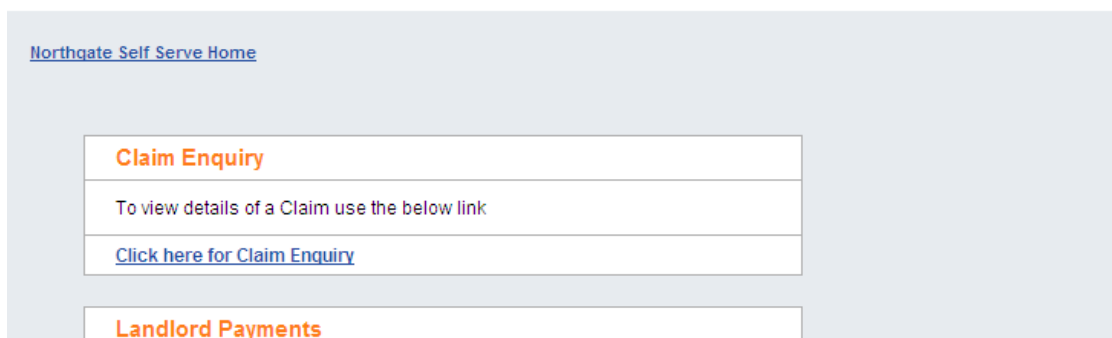 Northgate Self Serve Home
Claim Enquiry
To view details of a Claim use the below link
Click here for Claim Enquiry
Landlord Payments